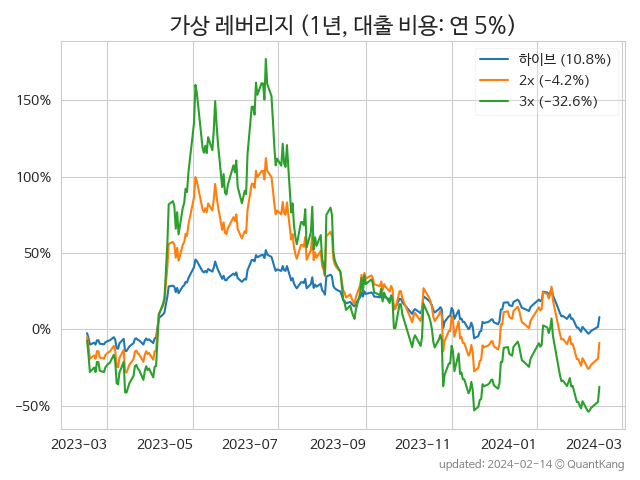 가상 레버리지 (1년, 대출 비용: 연 5%)
하이브 (10.8%)
2x (−4.2%)
3x (−32.6%)
150%
100%
50%
0%
−50%
2023-03 2023-05 2023-07 2023-09 2023-11 2024-01 2024-03
updated: 2024-02-14 © QuantKang